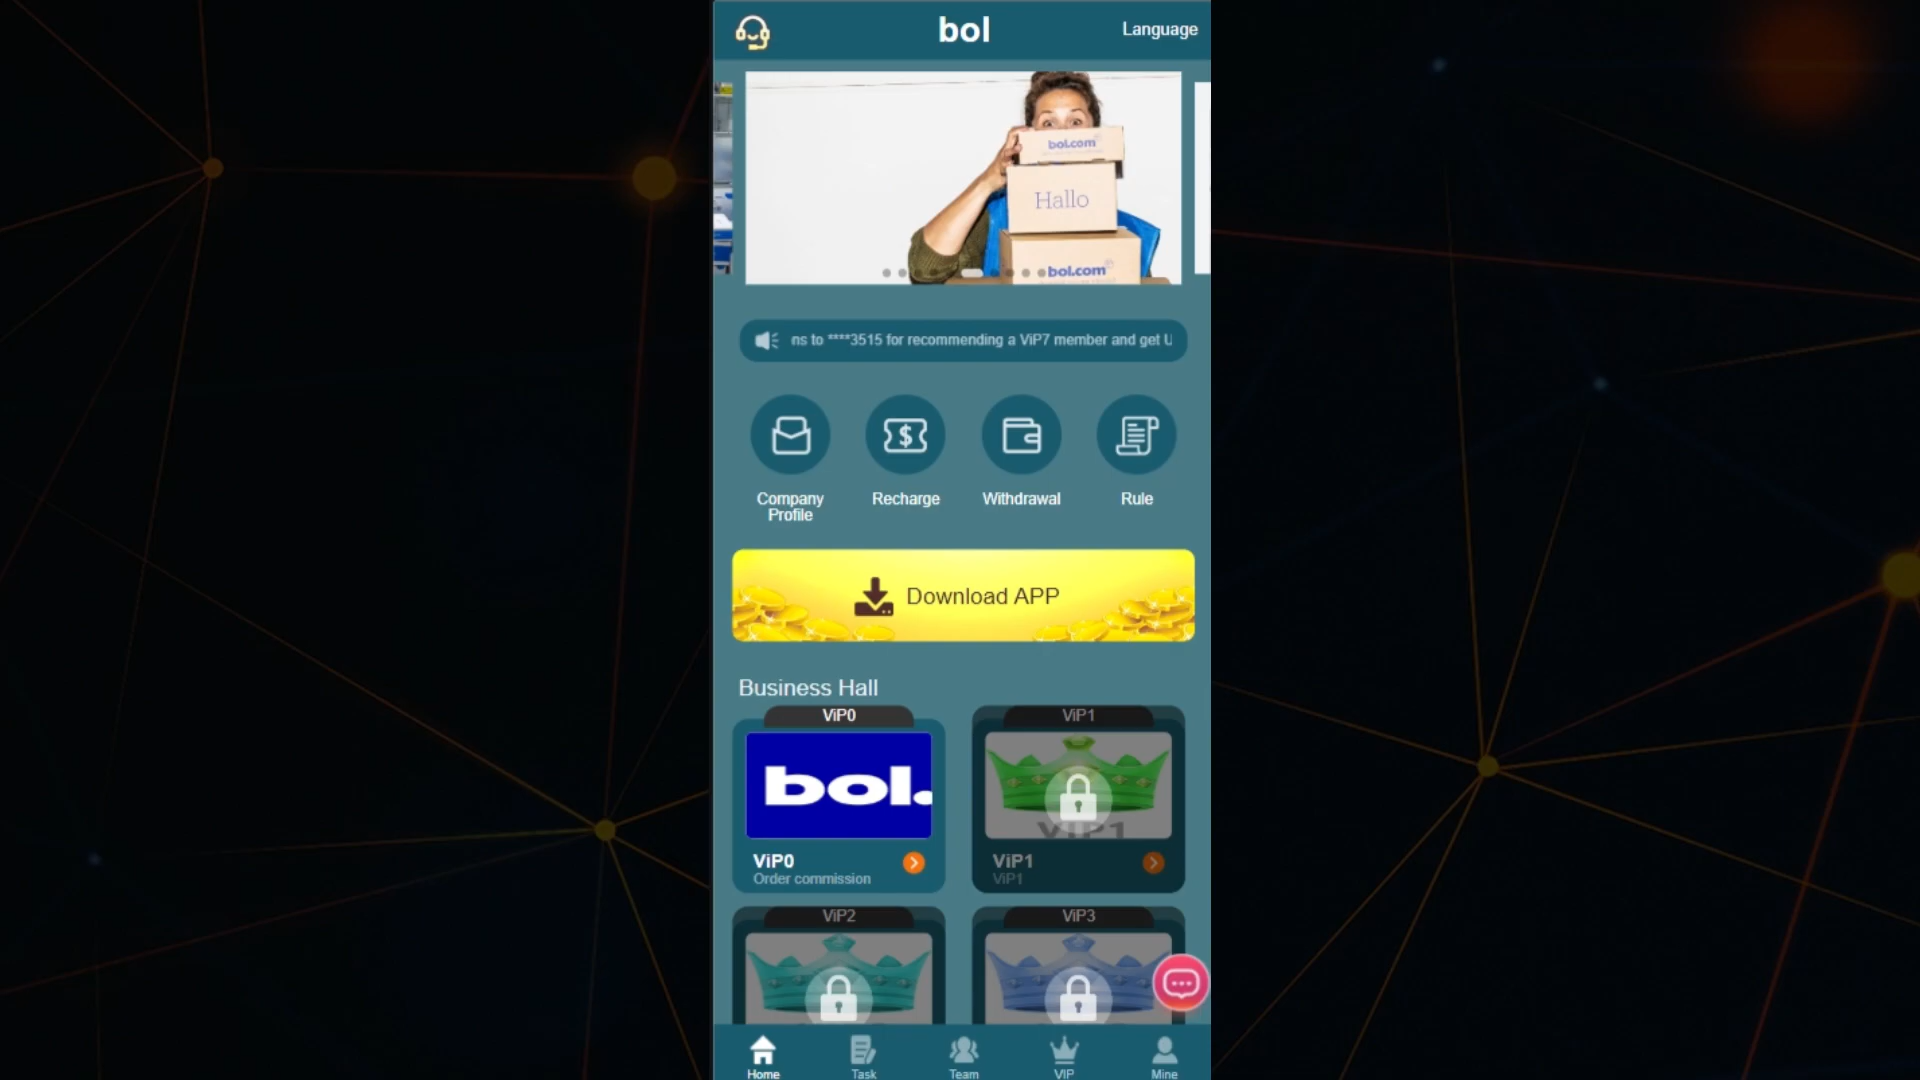 bol
Language
bol.com
Hallo
bol.com
ns to ****3515 for recommending a ViP7 member and get U
Company
Profile
Recharge
Withdrawal
Rule
Download APP
Business Hall
ViP0
ViP1
bol.
VIP1
ViP0
Order commission
ViP1
ViP1
ViP2
ViP3
Home
Task
Team
VIP
Mine